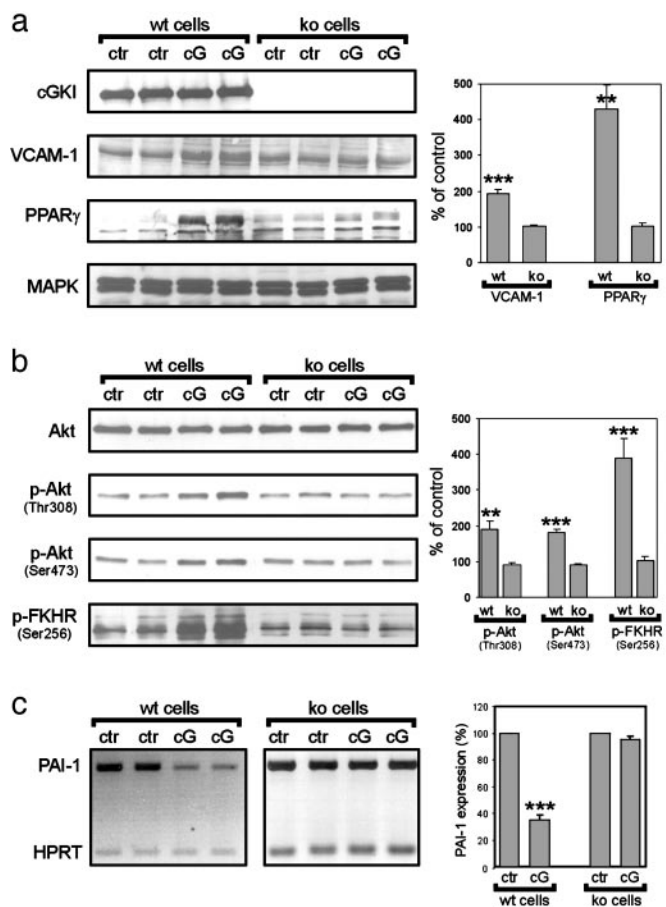 a
wt cells ko cells
ctr ctr cG cG ctr ctr cG cG
cGKI
VCAM-1
PPARγ
MAPK
% of control
500
400
300
200
100
0
***
**
wt ko wt ko
VCAM-1 PPARγ
b
wt cells ko cells
ctr ctr cG cG ctr ctr cG cG
Akt
p-Akt
(Thr308)
p-Akt
(Ser473)
p-FKHR
(Ser256)
% of control
500
400
300
200
100
0
**
***
***
wt ko wt ko wt ko
p-Akt p-Akt p-FKHR
(Thr308) (Ser473) (Ser256)
c
wt cells ko cells
ctr ctr cG cG ctr ctr cG cG
PAI-1
HPRT
PAI-1 expression (%)
120
100
80
60
40
20
0
***
ctr cG ctr cG
wt cells ko cells